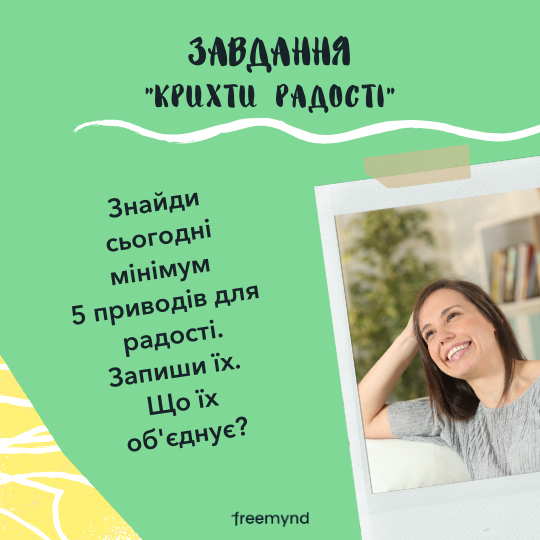 ЗАВДАННЯ
"КРИХТИ РАДОСТІ"
Знайди
сьогодні
мінімум
5 приводів для
радості.
Запиши їх.
Що їх
об'єднує?
freemynd